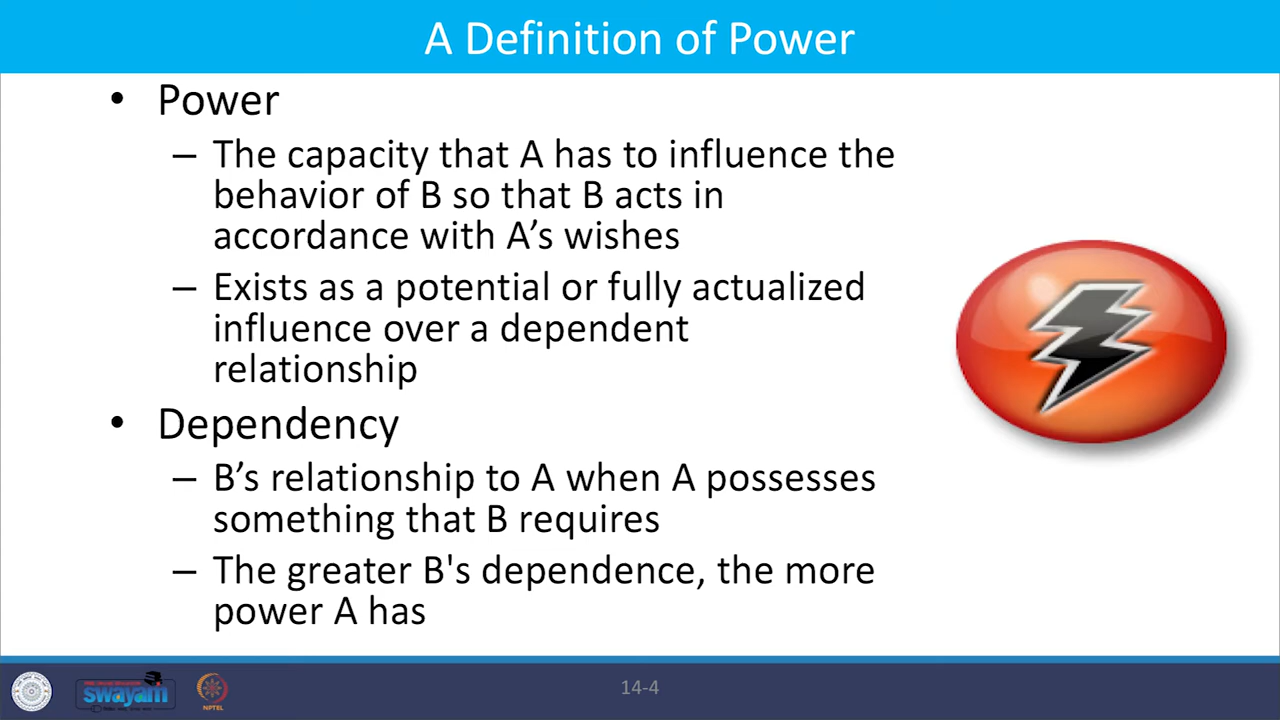 A Definition of Power
• Power
– The capacity that A has to influence the
behavior of B so that B acts in
accordance with A’s wishes
– Exists as a potential or fully actualized
influence over a dependent
relationship
• Dependency
– B’s relationship to A when A possesses
something that B requires
– The greater B's dependence, the more
power A has
swayam
NPTEL
14-4